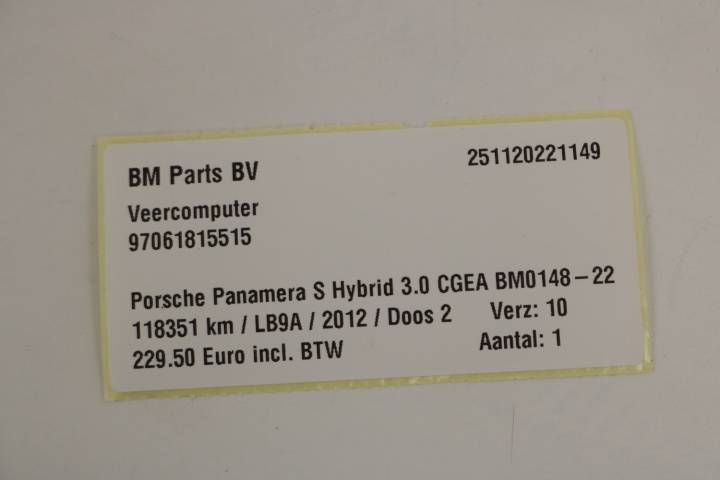 BM Parts BV 251120221149
Veercomputer
97061815515
Porsche Panamera S Hybrid 3.0 CGEA BM0148-22
118351 km / LB9A / 2012 / Doos 2 Verz: 10
229.50 Euro incl. BTW Aantal: 1